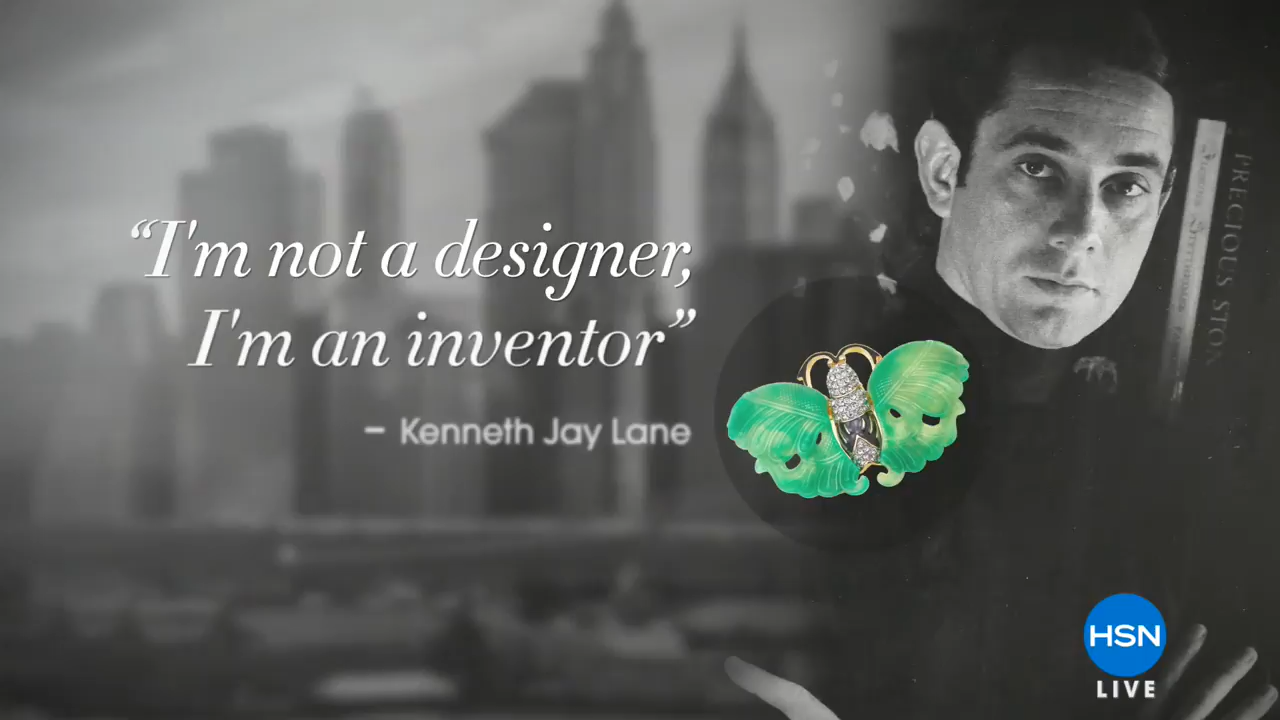 “I'm not a designer,
I'm an inventor”
– Kenneth Jay Lane
PRECIOUS STON
HSN
LIVE